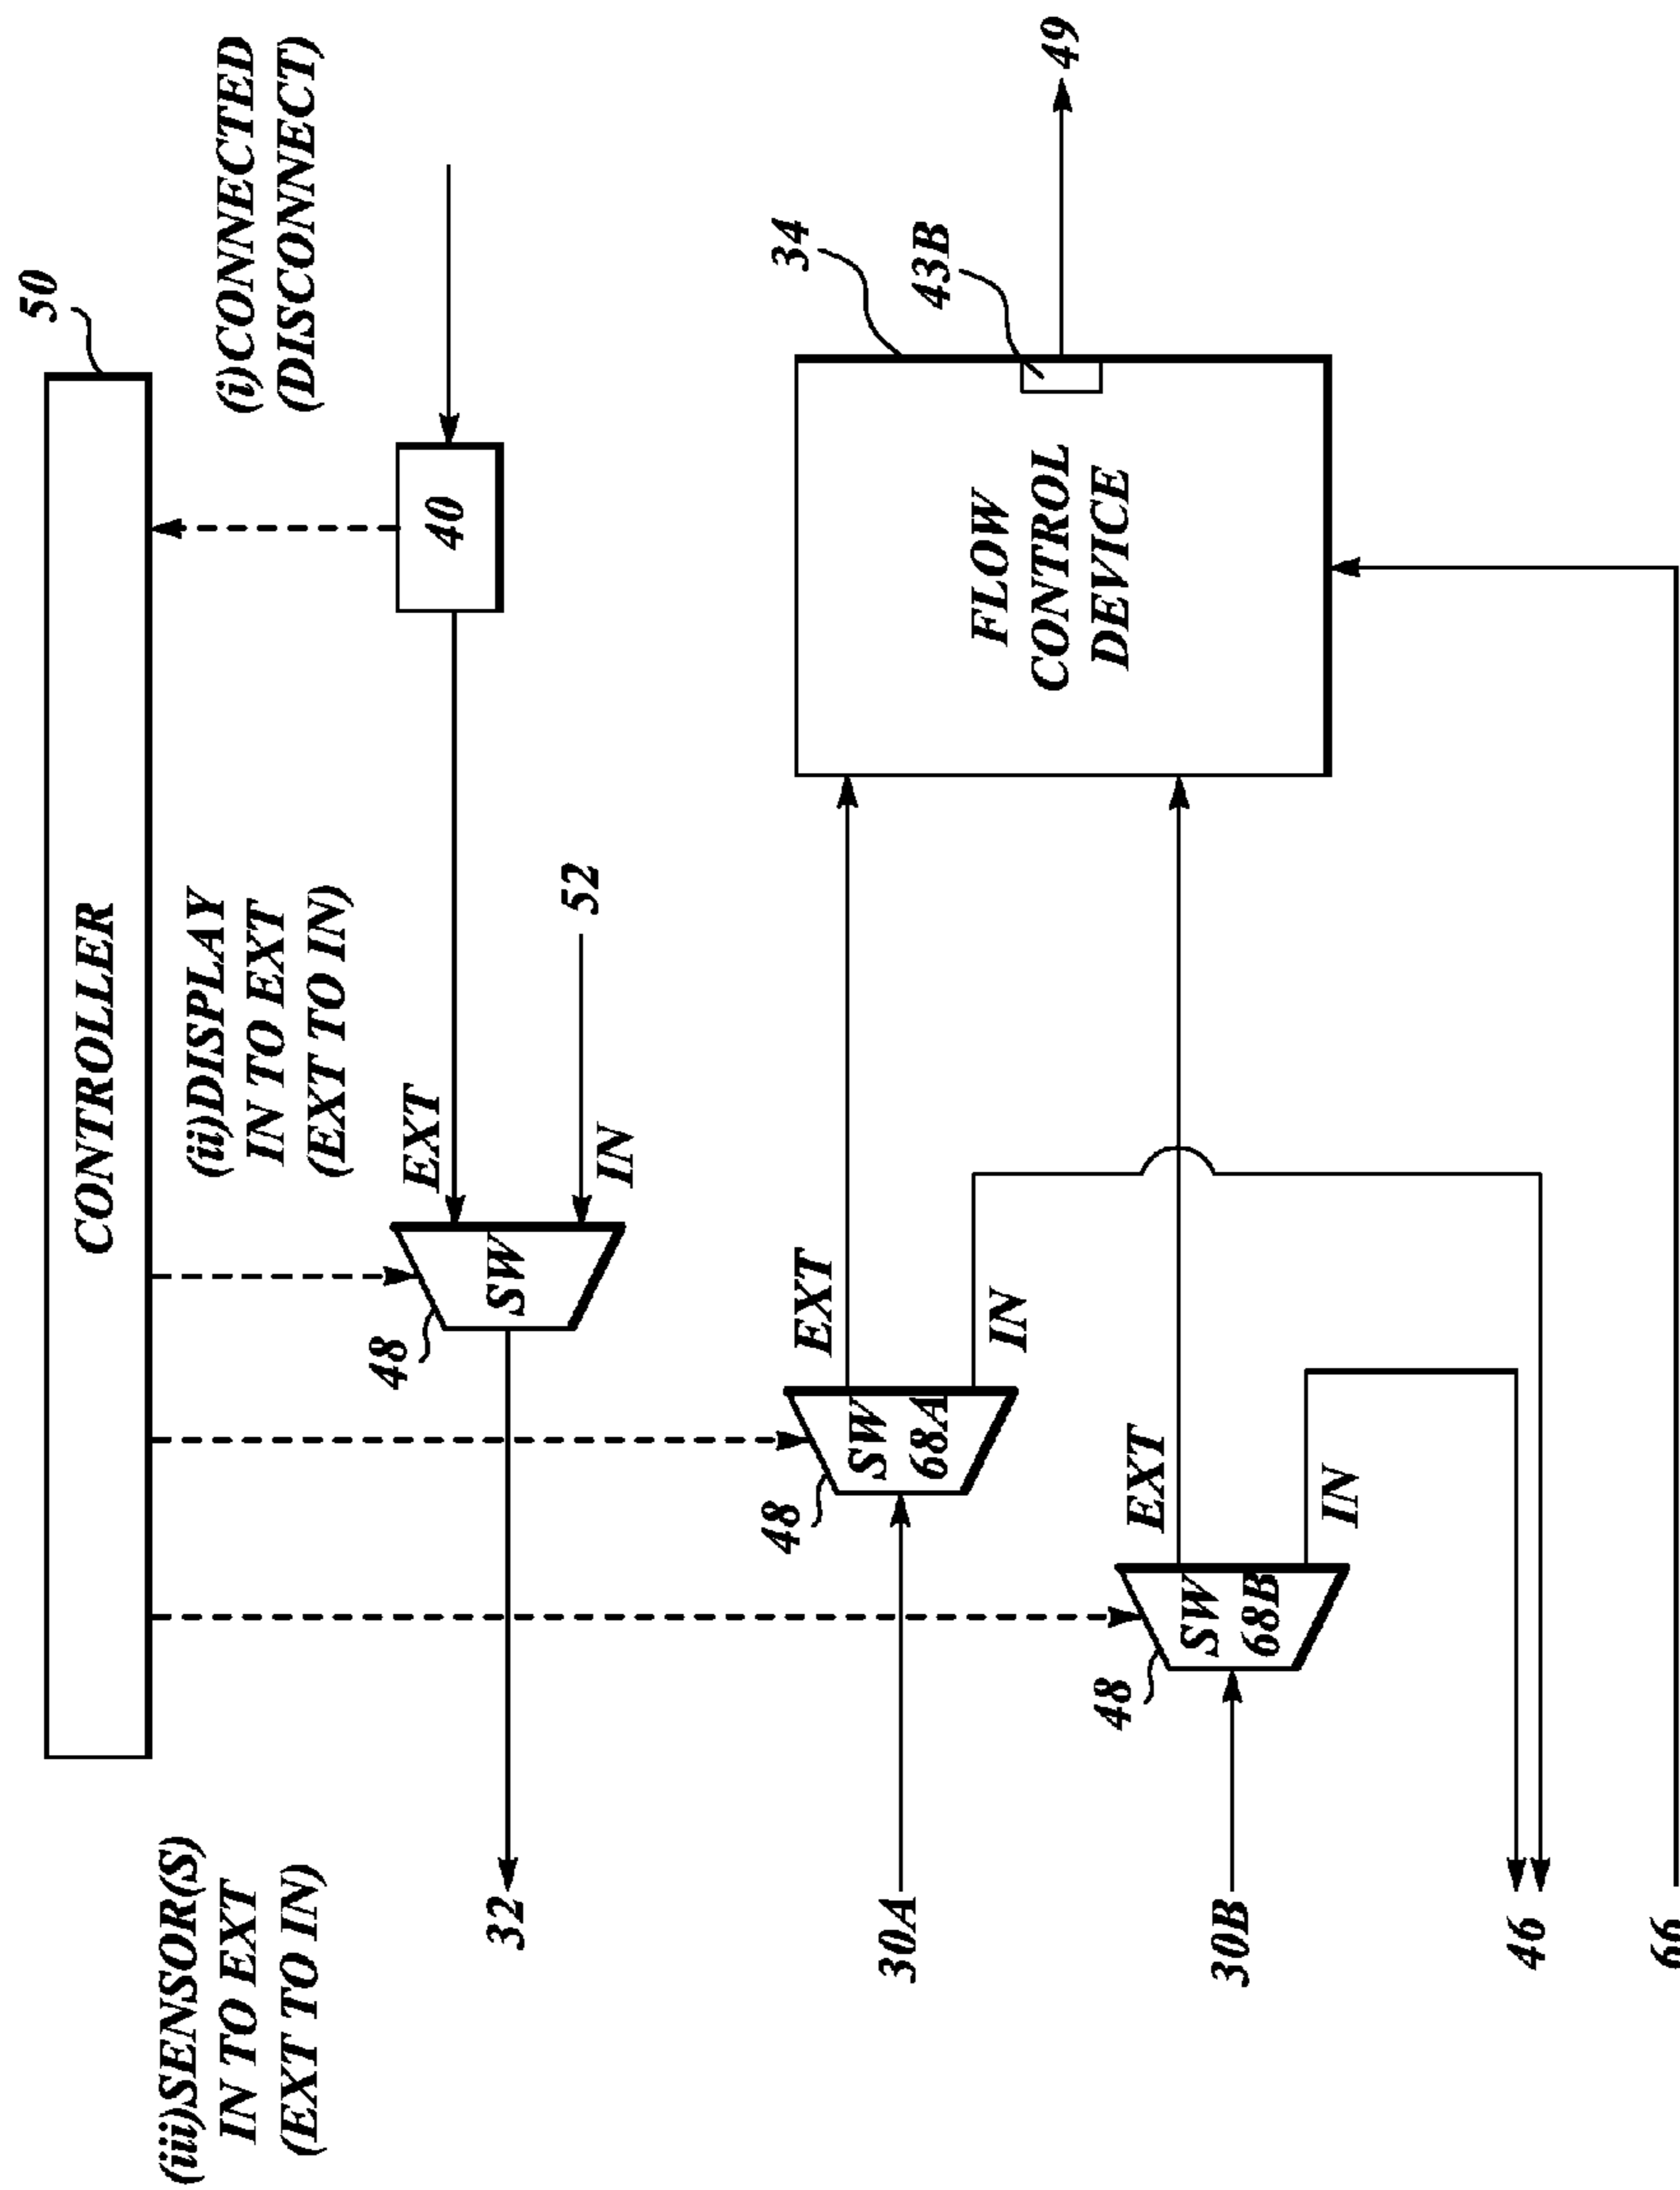 50
CONTROLLER
(i)CONNECTED
(DISCONNECT)
(ii)DISPLAY
IN TO EXT
(EXT TO IN)
(iii)SENSOR(S)
IN TO EXT
(EXT TO IN)
40
EXT
52
IN
48
SW
32
34
43B
49
FLOW
CONTROL
DEVICE
EXT
IN
48
SW
68A
30A
EXT
IN
48
SW
68B
30B
46
66